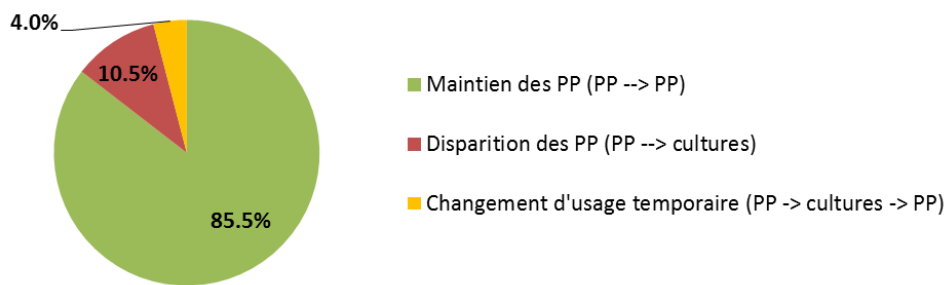 4.0%
10.5%
85.5%
Maintien des PP (PP --> PP)
Disparition des PP (PP --> cultures)
Changement d'usage temporaire (PP -> cultures -> PP)